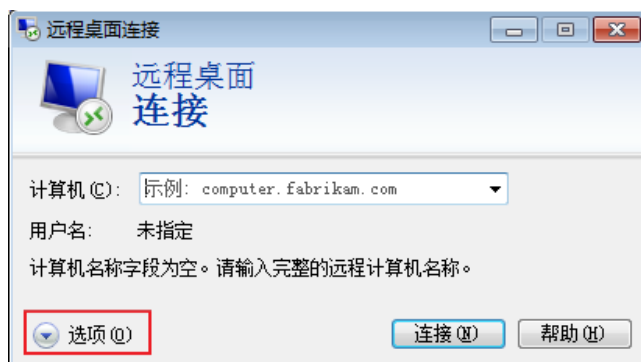 远程桌面连接
远程桌面
连接
计算机(C): 示例: computer.fabrikam.com
用户名: 未指定
计算机名称字段为空。请输入完整的远程计算机名称。
选项(O) 连接(N) 帮助(H)